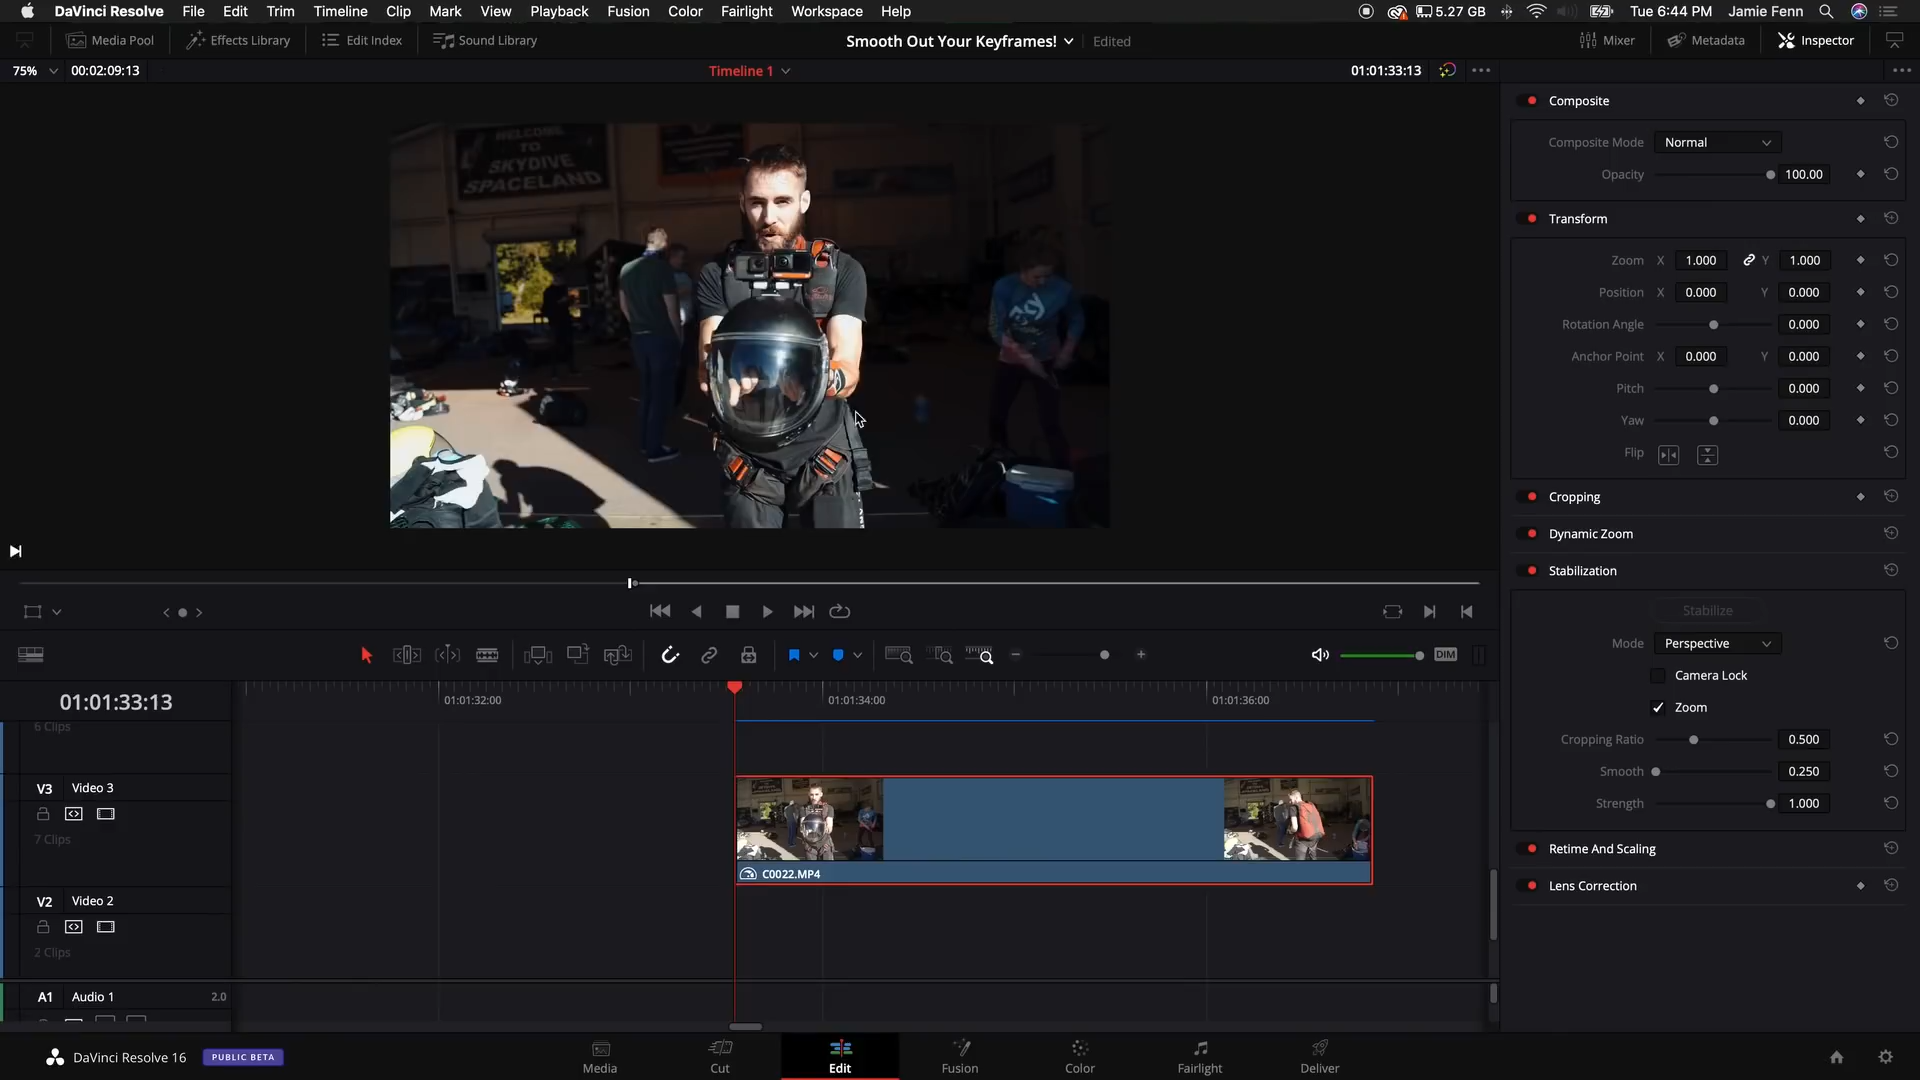 DaVinci Resolve File Edit Trim Timeline Clip Mark View Playback Fusion Color Fairlight Workspace Help 5.27 GB Tue 6:44 PM Jamie Fenn
Media Pool Effects Library Edit Index Sound Library Smooth Out Your Keyframes! Edited Mixer Metadata Inspector
75% 00:02:09:13 Timeline 1 01:01:33:13
Composite
Composite Mode Normal
Opacity 100.00
Transform
Zoom X 1.000 Y 1.000
Position X 0.000 Y 0.000
Rotation Angle 0.000
Anchor Point X 0.000 Y 0.000
Pitch 0.000
Yaw 0.000
Flip
Cropping
Dynamic Zoom
Stabilization
Stabilize
Mode Perspective
Camera Lock
Zoom
Cropping Ratio 0.500
Smooth 0.250
Strength 1.000
Retime And Scaling
Lens Correction
WELCOME
TO
SKYDIVE
SPACELAND
DIM
01:01:33:13 01:01:32:00 01:01:34:00 01:01:36:00
6 Clips
V3 Video 3
7 Clips
C0022.MP4
V2 Video 2
2 Clips
A1 Audio 1 2.0
DaVinci Resolve 16 PUBLIC BETA Media Cut Edit Fusion Color Fairlight Deliver